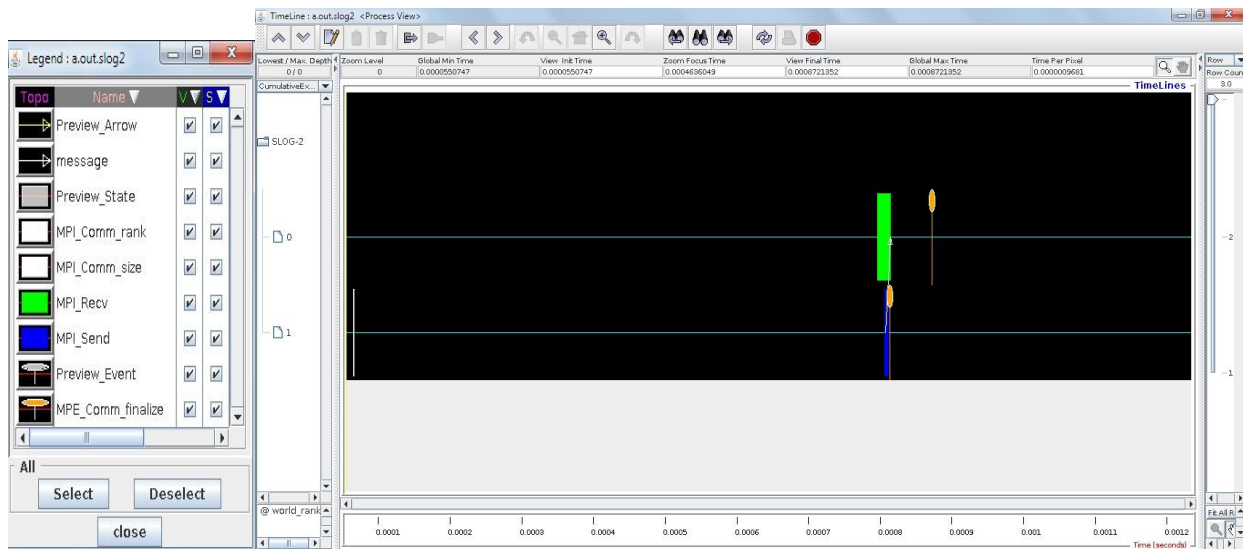 Legend : a.out.slog2
Topo Name V S
Preview_Arrow
message
Preview_State
MPI_Comm_rank
MPI_Comm_size
MPI_Recv
MPI_Send
Preview_Event
MPE_Comm_finalize
All
Select Deselect
close
TimeLine : a.out.slog2 <Process View>
Lowest / Max. Depth Zoom Level Global Min Time View Init Time Zoom Focus Time View Final Time Global Max Time Time Per Pixel
0 / 0 0 0.0000550747 0.0000550747 0.0004636049 0.0008721352 0.0008721352 0.0000009681
Row
Row Coun
3.0
CumulativeEx...
TimeLines
SLOG-2
0
2
1
1
@ world_rank
Fit All R
0.0001 0.0002 0.0003 0.0004 0.0005 0.0006 0.0007 0.0008 0.0009 0.001 0.0011 0.0012
Time (seconds)